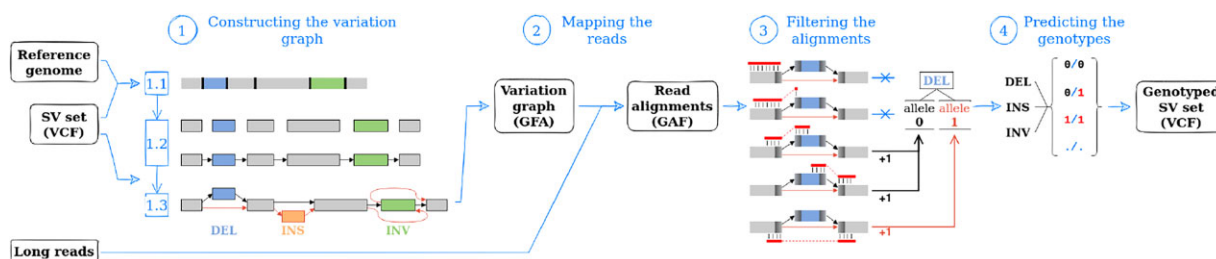 1
Constructing the variation
graph
2
Mapping the
reads
3
Filtering the
alignments
4
Predicting the
genotypes
Reference
genome
SV set
(VCF)
Long reads
1.1
1.2
1.3
DEL
INS
INV
Variation
graph
(GFA)
Read
alignments
(GAF)
DEL
allele
0
allele
1
+1
+1
+1
DEL
INS
INV
0/0
0/1
1/1
./.
Genotyped
SV set
(VCF)